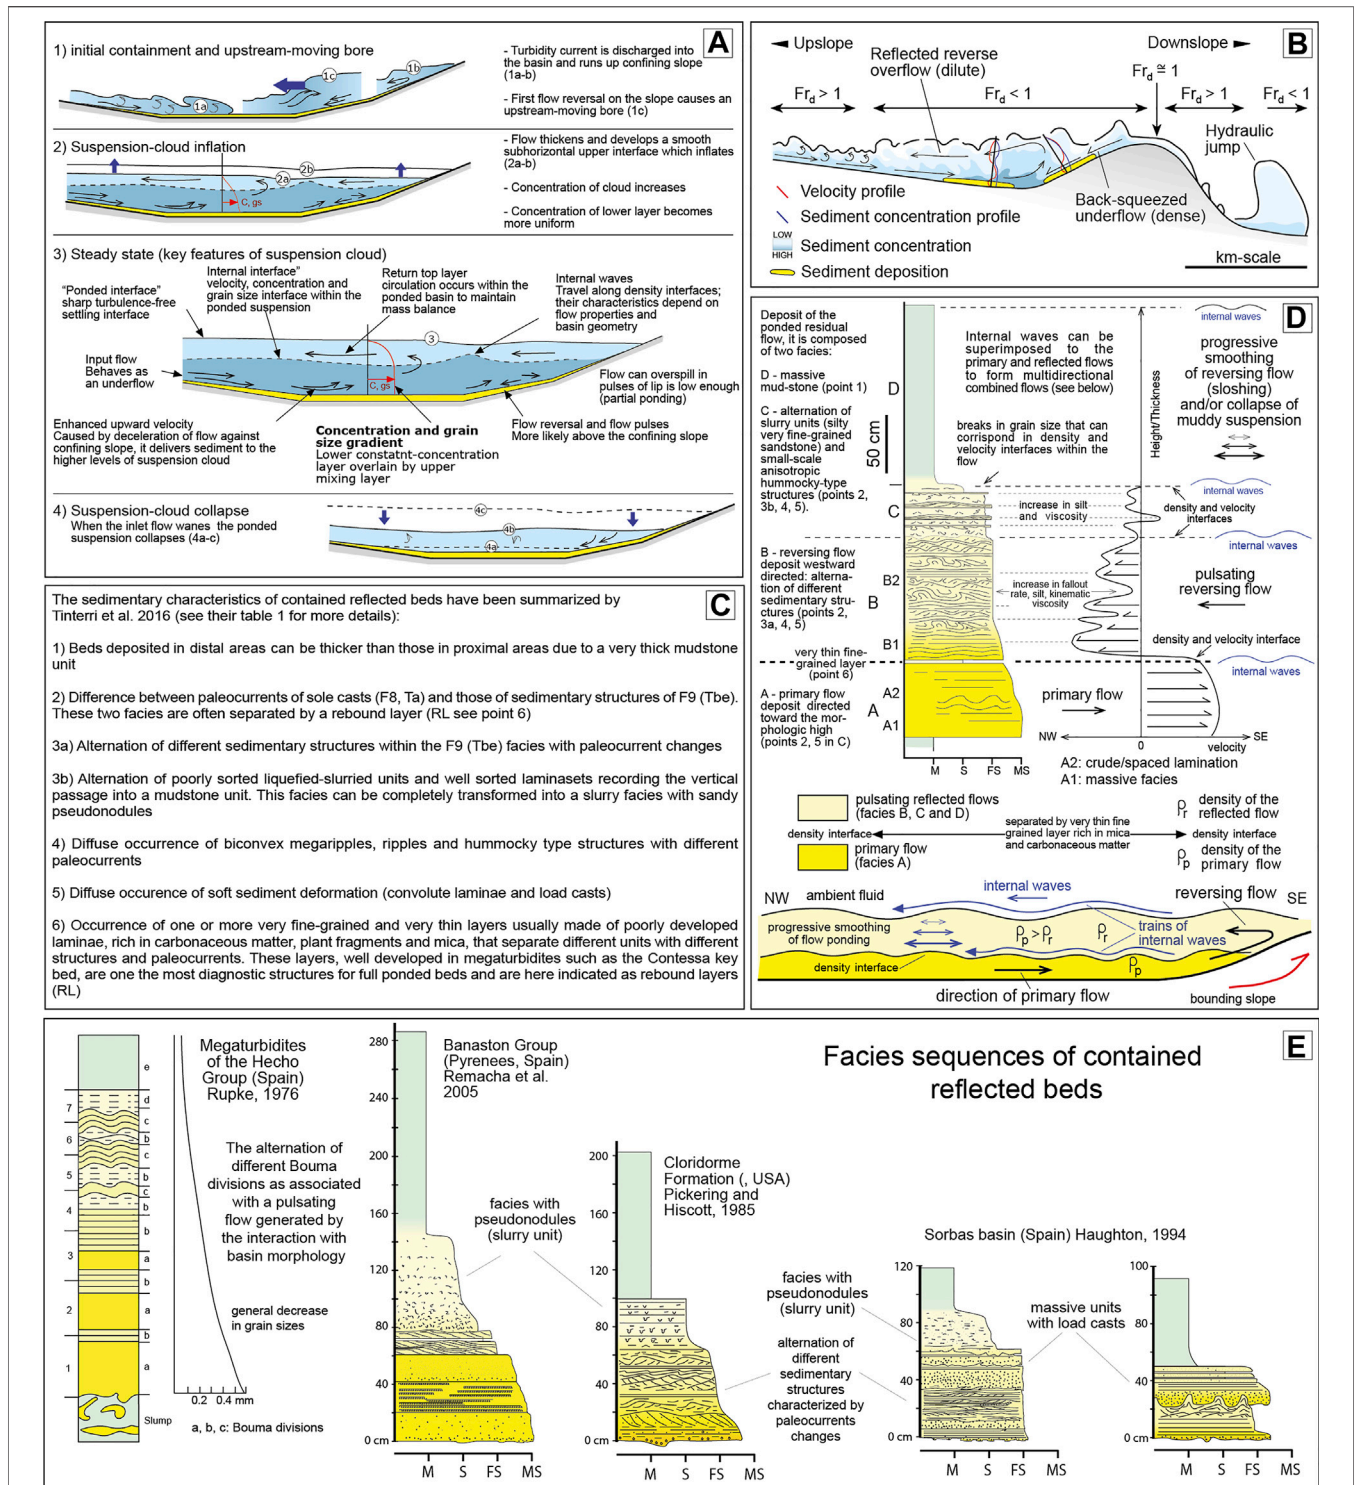 A
1) initial containment and upstream-moving bore
1a
1c
1b
- Turbidity current is discharged into
the basin and runs up confining slope
(1a-b)
- First flow reversal on the slope causes an
upstream-moving bore (1c)
2) Suspension-cloud inflation
2b
2a
C, gs
- Flow thickens and develops a smooth
subhorizontal upper interface which inflates
(2a-b)
- Concentration of cloud increases
- Concentration of lower layer becomes
more uniform
3) Steady state (key features of suspension cloud)
"Ponded interface"
sharp turbulence-free
settling interface
Internal interface"
velocity, concentration and
grain size interface within the
ponded suspension
Return top layer
circulation occurs within the
ponded basin to maintain
mass balance
Internal waves
Travel along density interfaces;
their characteristics depend on
flow properties and
basin geometry
3
Input flow
Behaves as
an underflow
C, gs
Flow can overspill in
pulses of lip is low enough
(partial ponding)
Enhanced upward velocity
Caused by deceleration of flow against
confining slope, it delivers sediment to the
higher levels of suspension cloud
Concentration and grain
size gradient
Lower constatnt-concentration
layer overlain by upper
mixing layer
Flow reversal and flow pulses
More likely above the confining slope
4) Suspension-cloud collapse
When the inlet flow wanes the ponded
suspension collapses (4a-c)
4c
4b
4a
B
Upslope
Downslope
Reflected reverse
overflow (dilute)
Frd ≅ 1
Frd > 1
Frd < 1
Frd > 1
Frd < 1
Hydraulic
jump
Velocity profile
Sediment concentration profile
LOW
HIGH
Sediment concentration
Sediment deposition
Back-squeezed
underflow (dense)
km-scale
C
The sedimentary characteristics of contained reflected beds have been summarized by
Tinterri et al. 2016 (see their table 1 for more details):
1) Beds deposited in distal areas can be thicker than those in proximal areas due to a very thick mudstone
unit
2) Difference between paleocurrents of sole casts (F8, Ta) and those of sedimentary structures of F9 (Tbe).
These two facies are often separated by a rebound layer (RL see point 6)
3a) Alternation of different sedimentary structures within the F9 (Tbe) facies with paleocurrent changes
3b) Alternation of poorly sorted liquefied-slurried units and well sorted laminasets recording the vertical
passage into a mudstone unit. This facies can be completely transformed into a slurry facies with sandy
pseudonodules
4) Diffuse occurrence of biconvex megaripples, ripples and hummocky type structures with different
paleocurrents
5) Diffuse occurence of soft sediment deformation (convolute laminae and load casts)
6) Occurrence of one or more very fine-grained and very thin layers usually made of poorly developed
laminae, rich in carbonaceous matter, plant fragments and mica, that separate different units with different
structures and paleocurrents. These layers, well developed in megaturbidites such as the Contessa key
bed, are one the most diagnostic structures for full ponded beds and are here indicated as rebound layers
(RL)
D
Deposit of the
ponded residual
flow, it is composed
of two facies:
D - massive
mud-stone (point 1)
C - alternation of
slurry units (silty
very fine-grained
sandstone) and
small-scale
anisotropic
hummocky-type
structures (points 2,
3b, 4, 5).
B - reversing flow
deposit westward
directed: alterna-
tion of different
sedimentary stru-
ctures (points 2,
3a, 4, 5)
very thin fine-
grained layer
(point 6)
A - primary flow
deposit directed
toward the mor-
phologic high
(points 2, 5 in C)
D
50 cm
C
B2
B
B1
A2
A
A1
M S FS MS
Internal waves can be
superimposed to the
primary and reflected flows
to form multidirectional
combined flows (see below)
breaks in grain size that can
corrispond in density and
velocity interfaces within the
flow
increase in silt
and viscosity
increase in fallout
rate, silt, kinematic
viscosity
Height/Thickness
internal waves
progressive
smoothing
of reversing flow
(sloshing)
and/or collapse of
muddy suspension
internal waves
density and velocity
interfaces
internal waves
pulsating
reversing flow
density and velocity interface
internal waves
primary flow
NW
0
velocity
SE
A2: crude/spaced lamination
A1: massive facies
pulsating reflected flows
(facies B, C and D)
ρr
density of the
reflected flow
density interface
separated by very thin fine
grained layer rich in mica
and carbonaceous matter
density interface
primary flow
(facies A)
ρp
density of the
primary flow
NW
ambient fluid
internal waves
reversing flow
SE
progressive smoothing
of flow ponding
ρp > ρr
ρr
trains of
internal waves
density interface
ρp
direction of primary flow
bounding slope
E
Facies sequences of contained
reflected beds
Megaturbidites
of the Hecho
Group (Spain)
Rupke, 1976
The alternation of
different Bouma
divisions as associated
with a pulsating
flow generated by
the interaction with
basin morphology
general decrease
in grain sizes
e
d
7
c
6
b
c
5
b
c
4
b
b
3
a
b
2
a
b
1
a
Slump
0.2 0.4 mm
a, b, c: Bouma divisions
Banaston Group
(Pyrenees, Spain)
Remacha et al.
2005
280
240
200
160
120
80
40
0 cm
M S FS MS
facies with
pseudonodules
(slurry unit)
Cloridorme
Formation (, USA)
Pickering and
Hiscott, 1985
200
160
120
80
40
0 cm
M S FS MS
Sorbas basin (Spain) Haughton, 1994
facies with
pseudonodules
(slurry unit)
alternation of
different
sedimentary
structures
characterized by
paleocurrents
changes
120
80
40
0 cm
M S FS MS
massive units
with load casts
100
80
40
0 cm
M S FS MS